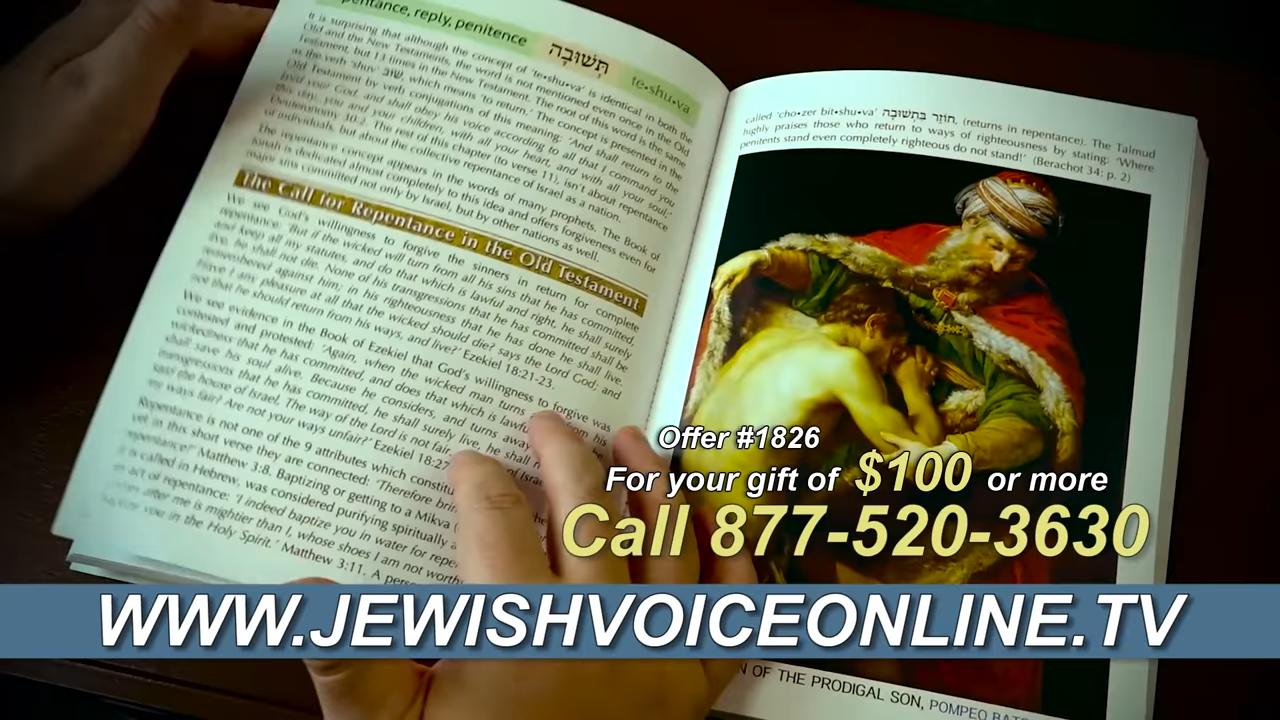 pentance, reply, penitence תְּשׁוּבָה te•shu•va
It is surprising that although the concept of 'te•shu•va' is identical in both the
Old and the New Testaments, the word is not mentioned even once in the Old
Testament, but 13 times in the New Testament. The root of this word is the same
as the verb 'shuv' שׁוּב, which means 'to return.' The concept is presented in the
Old Testament by verb conjugations of this meaning: 'And shall return to the
Lord your God, and shall obey his voice according to all that I command you
this day, you and your children, with all your heart, and with all your soul;'
Deuteronomy 30:2. The rest of this chapter (to verse 11), isn't about repentance
of individuals, but about the collective repentance of Israel as a nation.
The repentance concept appears in the words of many prophets. The Book of
Jonah is dedicated almost completely to this idea and offers forgiveness even for
major sins committed not only by Israel, but by other nations as well.
The Call for Repentance in the Old Testament
We see God's willingness to forgive the sinners in return for complete
repentance: 'But if the wicked will turn from all his sins that he has committed,
and keep all my statutes, and do that which is lawful and right, he shall surely
live, he shall not die. None of his transgressions that he has committed shall be
remembered against him; in his righteousness that he has done he shall live.
Have I any pleasure at all that the wicked should die? says the Lord God; and
not that he should return from his ways, and live?' Ezekiel 18:21-23.
We see evidence in the Book of Ezekiel that God's willingness to forgive was
contested and protested: 'Again, when the wicked man turns from his
wickedness that he has committed, and does that which is lawful
shall save his soul alive. Because he considers, and turns away
transgressions that he has committed, he shall surely live, he shall n
says the house of Israel, The way of the Lord is not fair. of Israel
my ways fair? Are not your ways unfair?' Ezekiel 18:27
Repentance is not one of the 9 attributes which constitu
yet in this short verse they are connected: 'Therefore bri
repentance!' Matthew 3:8. Baptizing or getting to a Mikva
is called in Hebrew, was considered purifying spiritually a
an act of repentance: 'I indeed baptize you in water for repe
after me is mightier than I, whose shoes I am not worth
you in the Holy Spirit.' Matthew 3:11. A pers
called 'cho•zer bit•shu•va' חוֹזֵר בִּתְשׁוּבָה, (returns in repentance). The Talmud
highly praises those who return to ways of righteousness by stating: 'Where
penitents stand even completely righteous do not stand!' (Berachot 34: p. 2)
Offer #1826
For your gift of $100 or more
Call 877-520-3630
WWW.JEWISHVOICEONLINE.TV
N OF THE PRODIGAL SON, POMPEO BATO